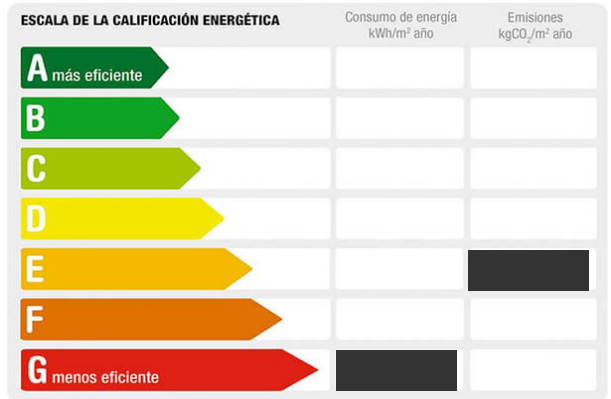 ESCALA DE LA CALIFICACIÓN ENERGÉTICA
Consumo de energía
kWh/m² año
Emisiones
kgCO₂/m² año
A más eficiente
B
C
D
E
F
G menos eficiente